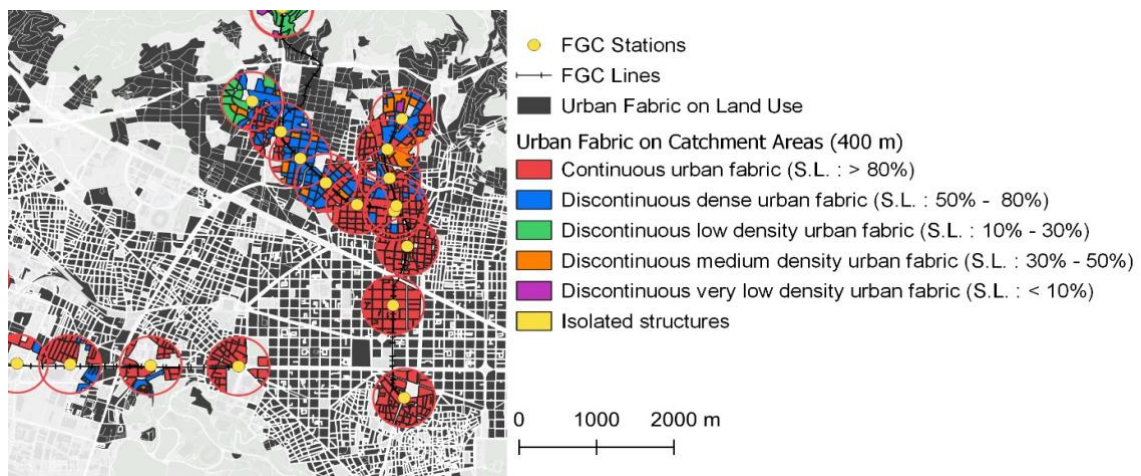 FGC Stations
FGC Lines
Urban Fabric on Land Use
Urban Fabric on Catchment Areas (400 m)
Continuous urban fabric (S.L. : > 80%)
Discontinuous dense urban fabric (S.L. : 50% - 80%)
Discontinuous low density urban fabric (S.L. : 10% - 30%)
Discontinuous medium density urban fabric (S.L. : 30% - 50%)
Discontinuous very low density urban fabric (S.L. : < 10%)
Isolated structures
0 1000 2000 m